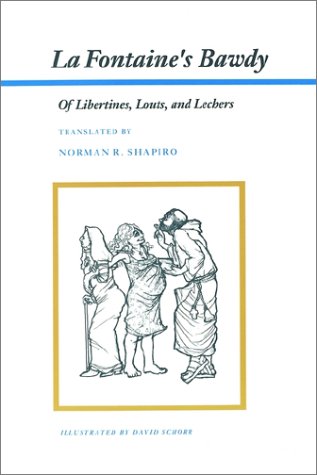 La Fontaine's Bawdy
Of Libertines, Louts, and Lechers
TRANSLATED BY
NORMAN R. SHAPIRO
ILLUSTRATED BY DAVID SCHORR